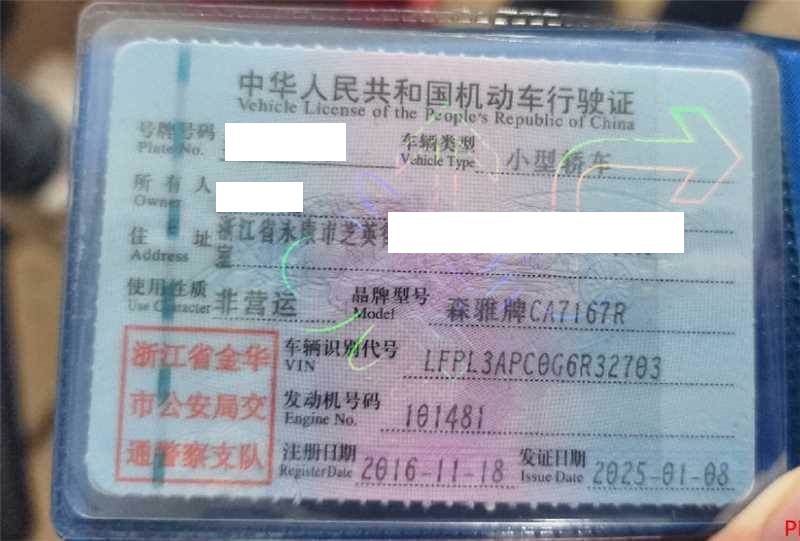 中华人民共和国机动车行驶证
Vehicle License of the People's Republic of China
号牌号码
Plate No.
车辆类型 小型轿车
Vehicle Type
所有人
Owner
住址 浙江省永康市芝英
Address 室
使用性质 非营运 品牌型号 森雅牌CA7167R
Use Character Model
浙江省金华
市公安局交
通警察支队
车辆识别代号 LFPL3APC0G6R32703
VIN
发动机号码 101481
Engine No.
注册日期 2016-11-18 发证日期 2025-01-08
Register Date Issue Date